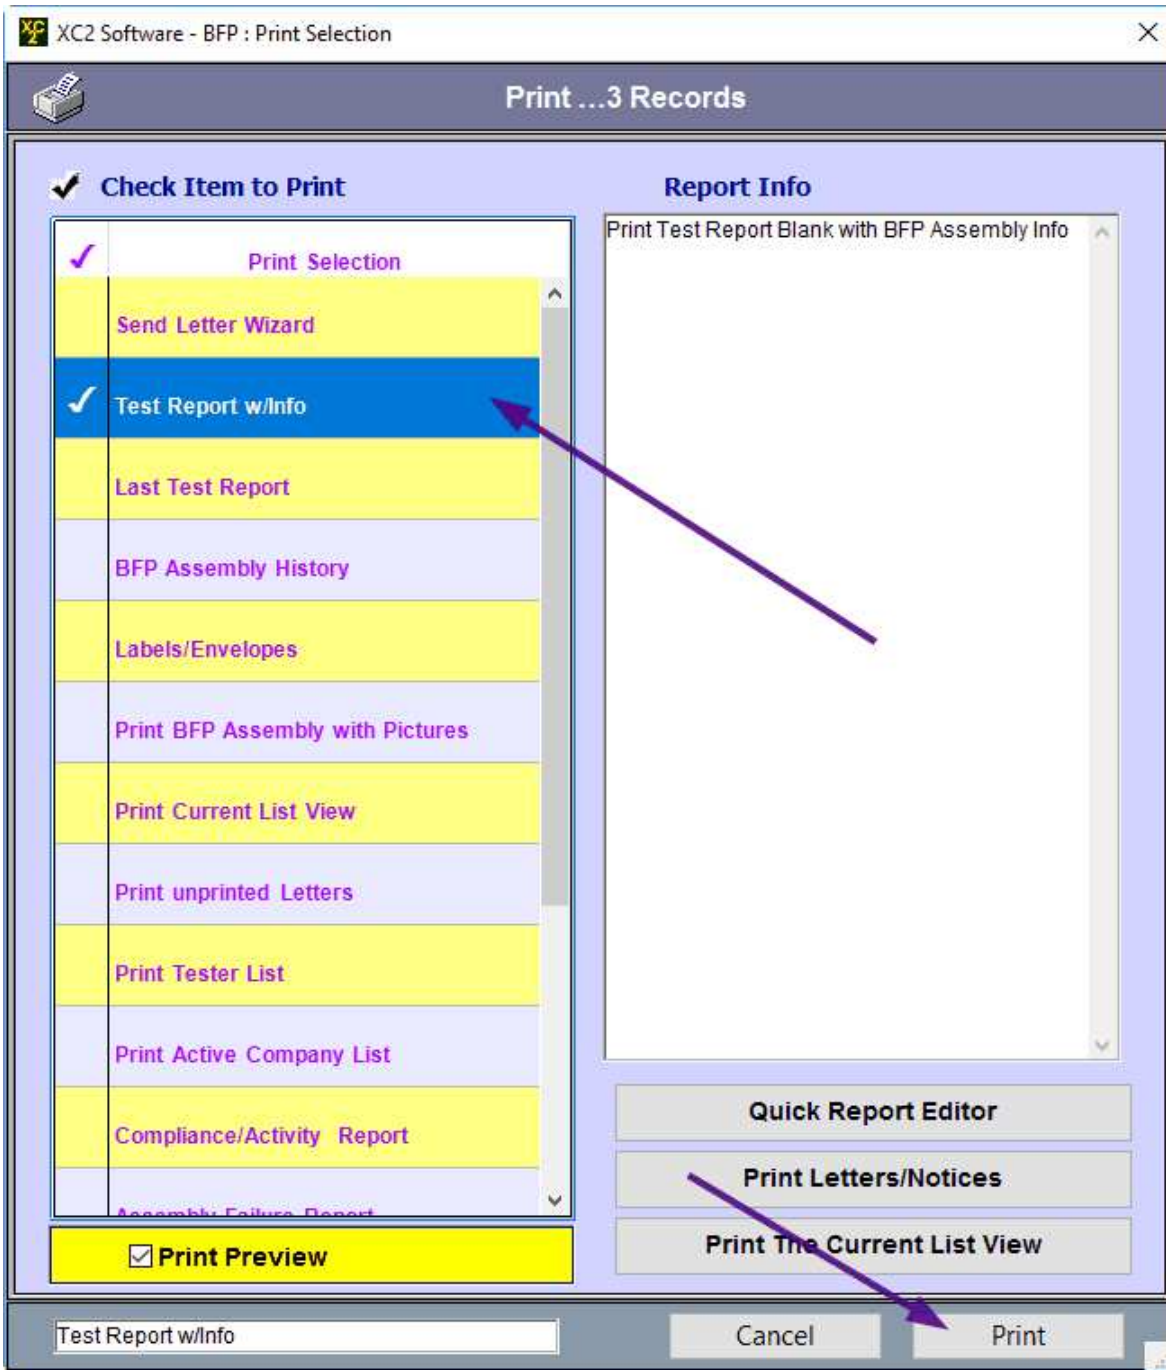 XC2 Software - BFP : Print Selection
Print ...3 Records
Check Item to Print
Report Info
Print Selection
Print Test Report Blank with BFP Assembly Info
Send Letter Wizard
Test Report w/Info
Last Test Report
BFP Assembly History
Labels/Envelopes
Print BFP Assembly with Pictures
Print Current List View
Print unprinted Letters
Print Tester List
Print Active Company List
Compliance/Activity Report
Assembly Failure Report
Quick Report Editor
Print Letters/Notices
Print The Current List View
Print Preview
Test Report w/Info
Cancel
Print